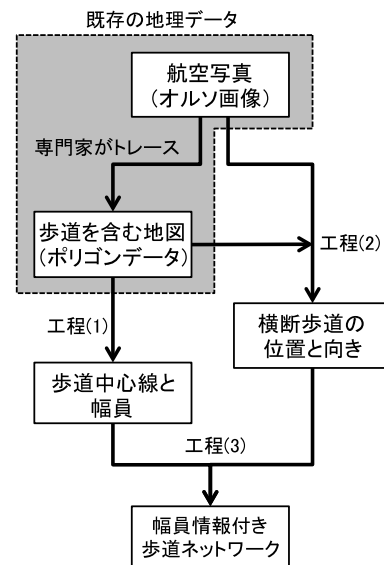 既存の地理データ
航空写真
(オルソ画像)
専門家がトレース
歩道を含む地図
(ポリゴンデータ)
工程(2)
工程(1)
横断歩道の
位置と向き
歩道中心線と
幅員
工程(3)
幅員情報付き
歩道ネットワーク